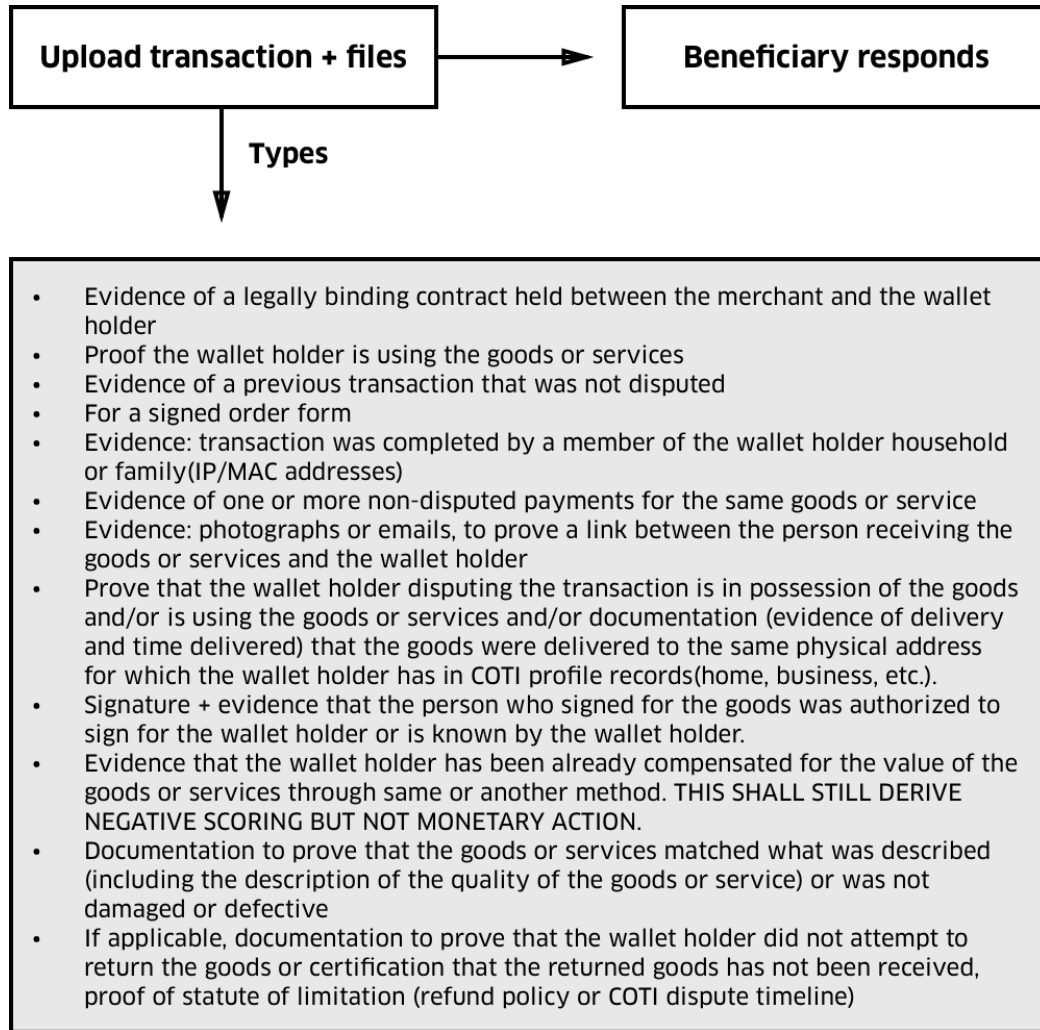 Upload transaction + files
Beneficiary responds
Types
• Evidence of a legally binding contract held between the merchant and the wallet
holder
• Proof the wallet holder is using the goods or services
• Evidence of a previous transaction that was not disputed
• For a signed order form
• Evidence: transaction was completed by a member of the wallet holder household
or family(IP/MAC addresses)
• Evidence of one or more non-disputed payments for the same goods or service
• Evidence: photographs or emails, to prove a link between the person receiving the
goods or services and the wallet holder
• Prove that the wallet holder disputing the transaction is in possession of the goods
and/or is using the goods or services and/or documentation (evidence of delivery
and time delivered) that the goods were delivered to the same physical address
for which the wallet holder has in COTI profile records(home, business, etc.).
• Signature + evidence that the person who signed for the goods was authorized to
sign for the wallet holder or is known by the wallet holder.
• Evidence that the wallet holder has been already compensated for the value of the
goods or services through same or another method. THIS SHALL STILL DERIVE
NEGATIVE SCORING BUT NOT MONETARY ACTION.
• Documentation to prove that the goods or services matched what was described
(including the description of the quality of the goods or service) or was not
damaged or defective
• If applicable, documentation to prove that the wallet holder did not attempt to
return the goods or certification that the returned goods has not been received,
proof of statute of limitation (refund policy or COTI dispute timeline)